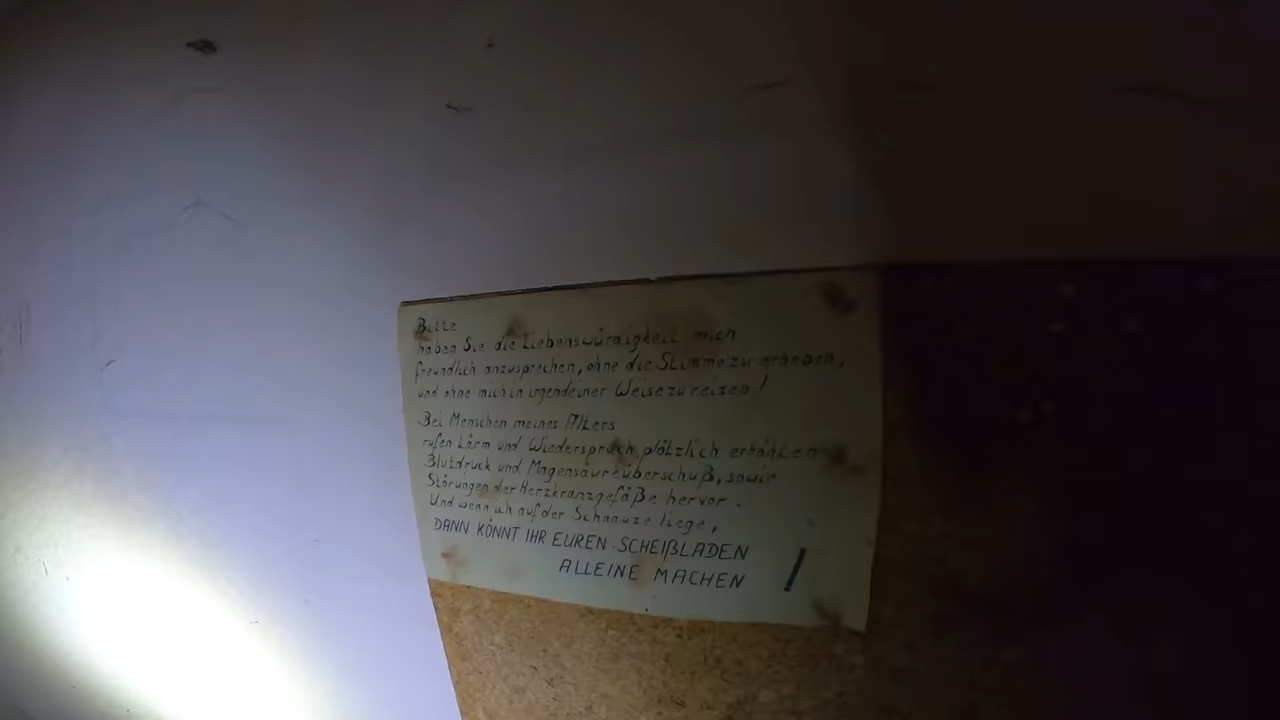 Bitte
haben Sie die Liebenswürdigkeit mich
freundlich anzusprechen, ohne die Stimme zu erheben,
und ohne mich in irgendeiner Weise zu reizen!
Bei Menschen meines Alters
rufen Lärm und Wiederspruch plötzlich erhöhten
Blutdruck und Magensäureüberschuß, sowie
Störungen der Herzkranzgefäße hervor.
Und wenn ich auf der Schnauze liege,
DANN KÖNNT IHR EUREN SCHEIßLADEN
ALLEINE MACHEN !